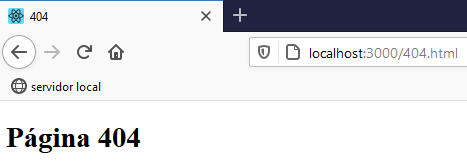 404
localhost:3000/404.html
servidor local
Página 404